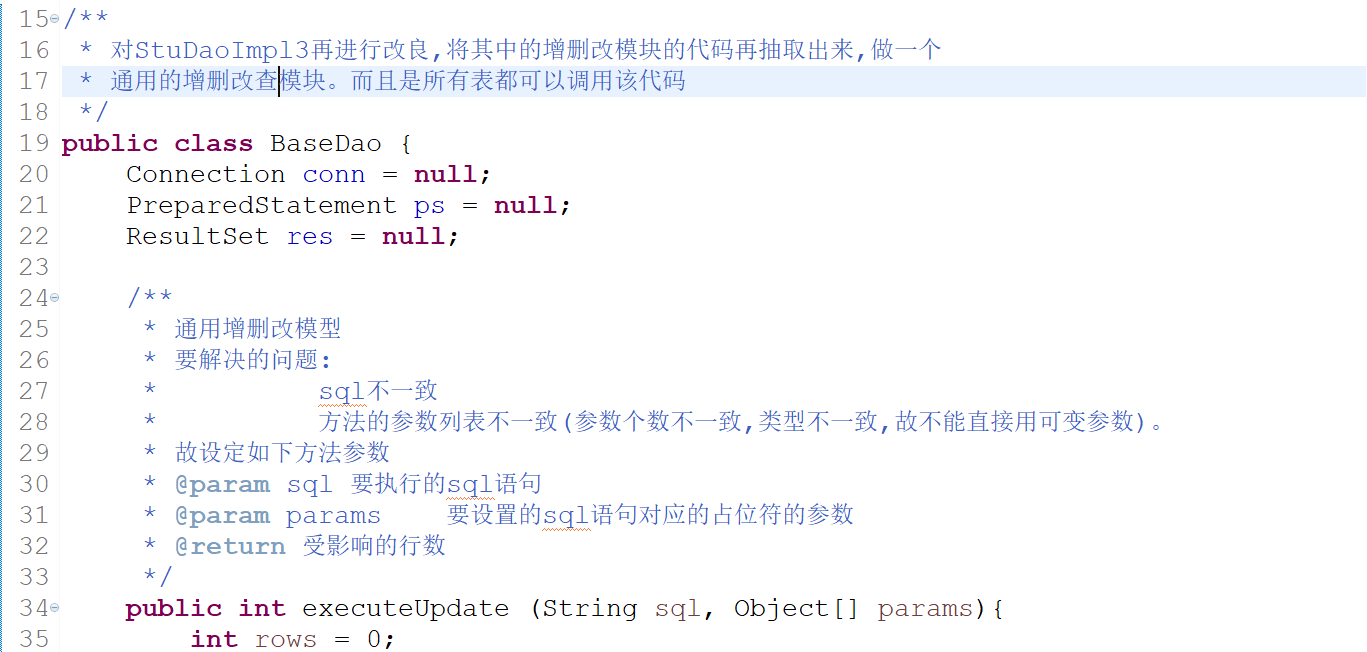 15 /**
16  * 对StuDaoImpl3再进行改良,将其中的增删改模块的代码再抽取出来,做一个
17  * 通用的增删改查模块。而且是所有表都可以调用该代码
18  */
19 public class BaseDao {
20     Connection conn = null;
21     PreparedStatement ps = null;
22     ResultSet res = null;
23
24     /**
25      * 通用增删改模型
26      * 要解决的问题:
27      *          sql不一致
28      *          方法的参数列表不一致(参数个数不一致,类型不一致,故不能直接用可变参数)。
29      * 故设定如下方法参数
30      * @param sql 要执行的sql语句
31      * @param params    要设置的sql语句对应的占位符的参数
32      * @return 受影响的行数
33      */
34     public int executeUpdate (String sql, Object[] params){
35         int rows = 0;